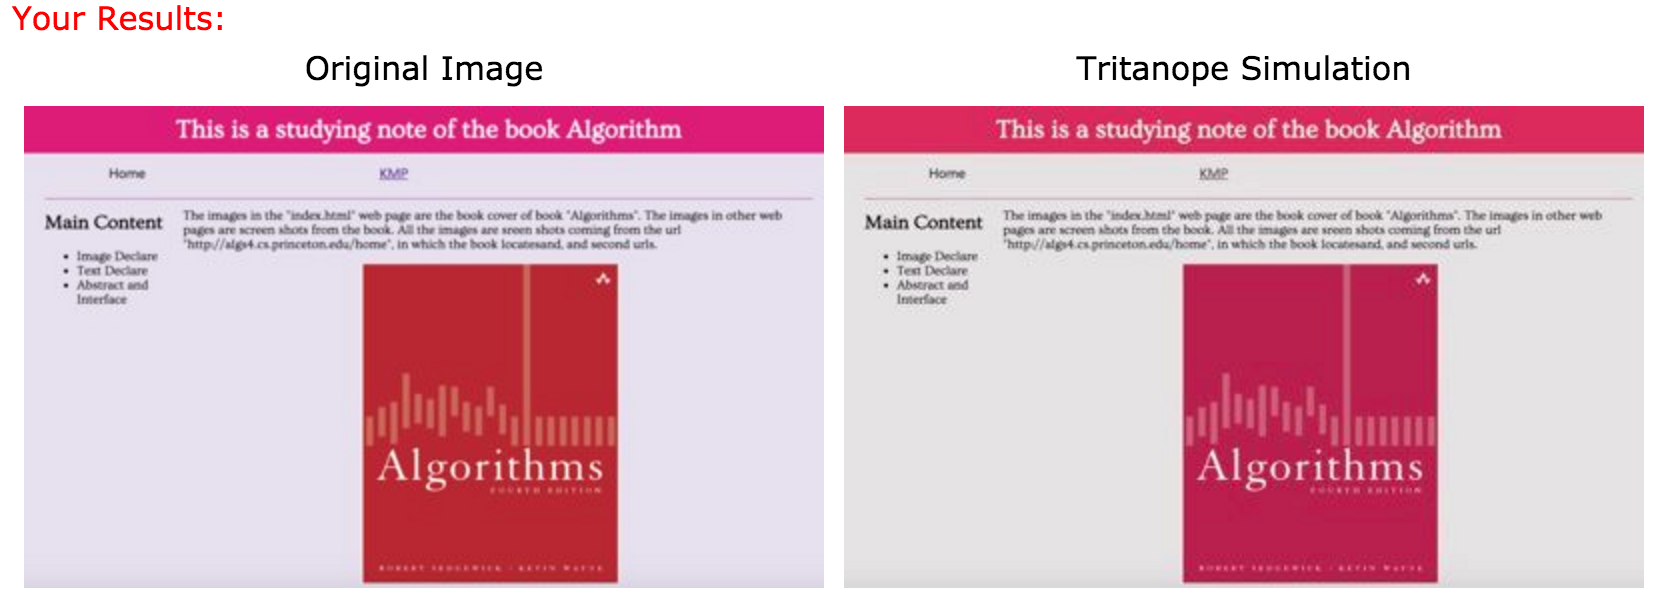 Your Results:
Original Image
This is a studying note of the book Algorithm
Home
KMP
Main Content
Image Declare
Text Declare
Abstract and
Interface
The images in the "index.html" web page are the book cover of book "Algorithms". The images in other web
pages are screen shots from the book. All the images are sreen shots coming from the url
"http://algs4.cs.princeton.edu/home", in which the book locatesand, and second urls.
Algorithms
FOURTH EDITION
ROBERT SEDGEWICK · KEVIN WAYNE
Tritanope Simulation
This is a studying note of the book Algorithm
Home
KMP
Main Content
Image Declare
Text Declare
Abstract and
Interface
The images in the "index.html" web page are the book cover of book "Algorithms". The images in other web
pages are screen shots from the book. All the images are sreen shots coming from the url
"http://algs4.cs.princeton.edu/home", in which the book locatesand, and second urls.
Algorithms
FOURTH EDITION
ROBERT SEDGEWICK · KEVIN WAYNE